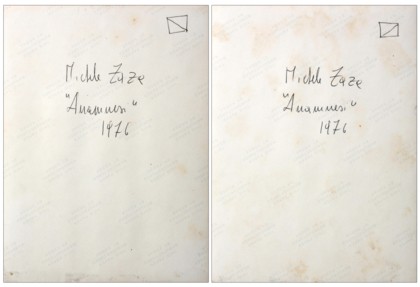 Michele Zaza
"Anamnesi"
1976
Michele Zaza
"Anamnesi"
1976